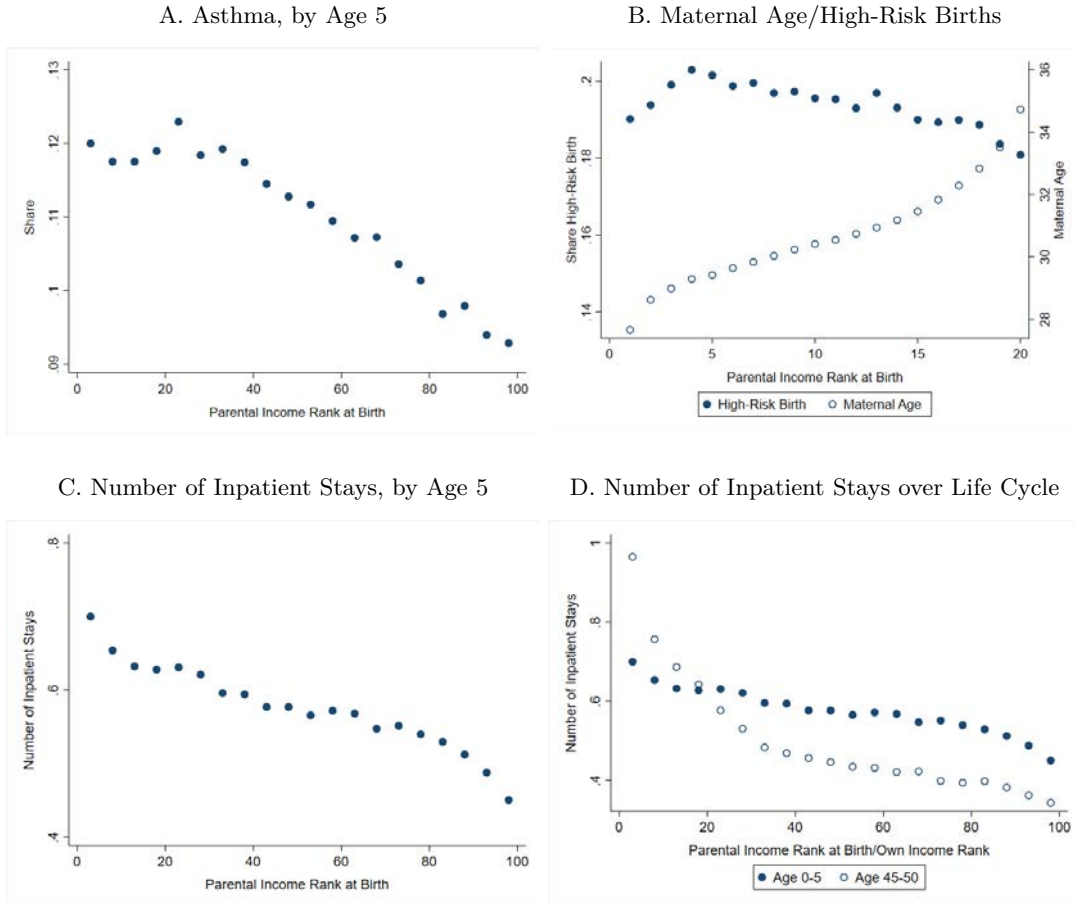 A. Asthma, by Age 5
.13
.12
.11
.1
.09
Share
0 20 40 60 80 100
Parental Income Rank at Birth
B. Maternal Age/High-Risk Births
.2
.18
.16
.14
Share High-Risk Birth
36
34
32
30
28
Maternal Age
0 5 10 15 20
Parental Income Rank at Birth
High-Risk Birth Maternal Age
C. Number of Inpatient Stays, by Age 5
.8
.6
.4
Number of Inpatient Stays
0 20 40 60 80 100
Parental Income Rank at Birth
D. Number of Inpatient Stays over Life Cycle
1
.8
.6
.4
Number of Inpatient Stays
0 20 40 60 80 100
Parental Income Rank at Birth/Own Income Rank
Age 0-5 Age 45-50